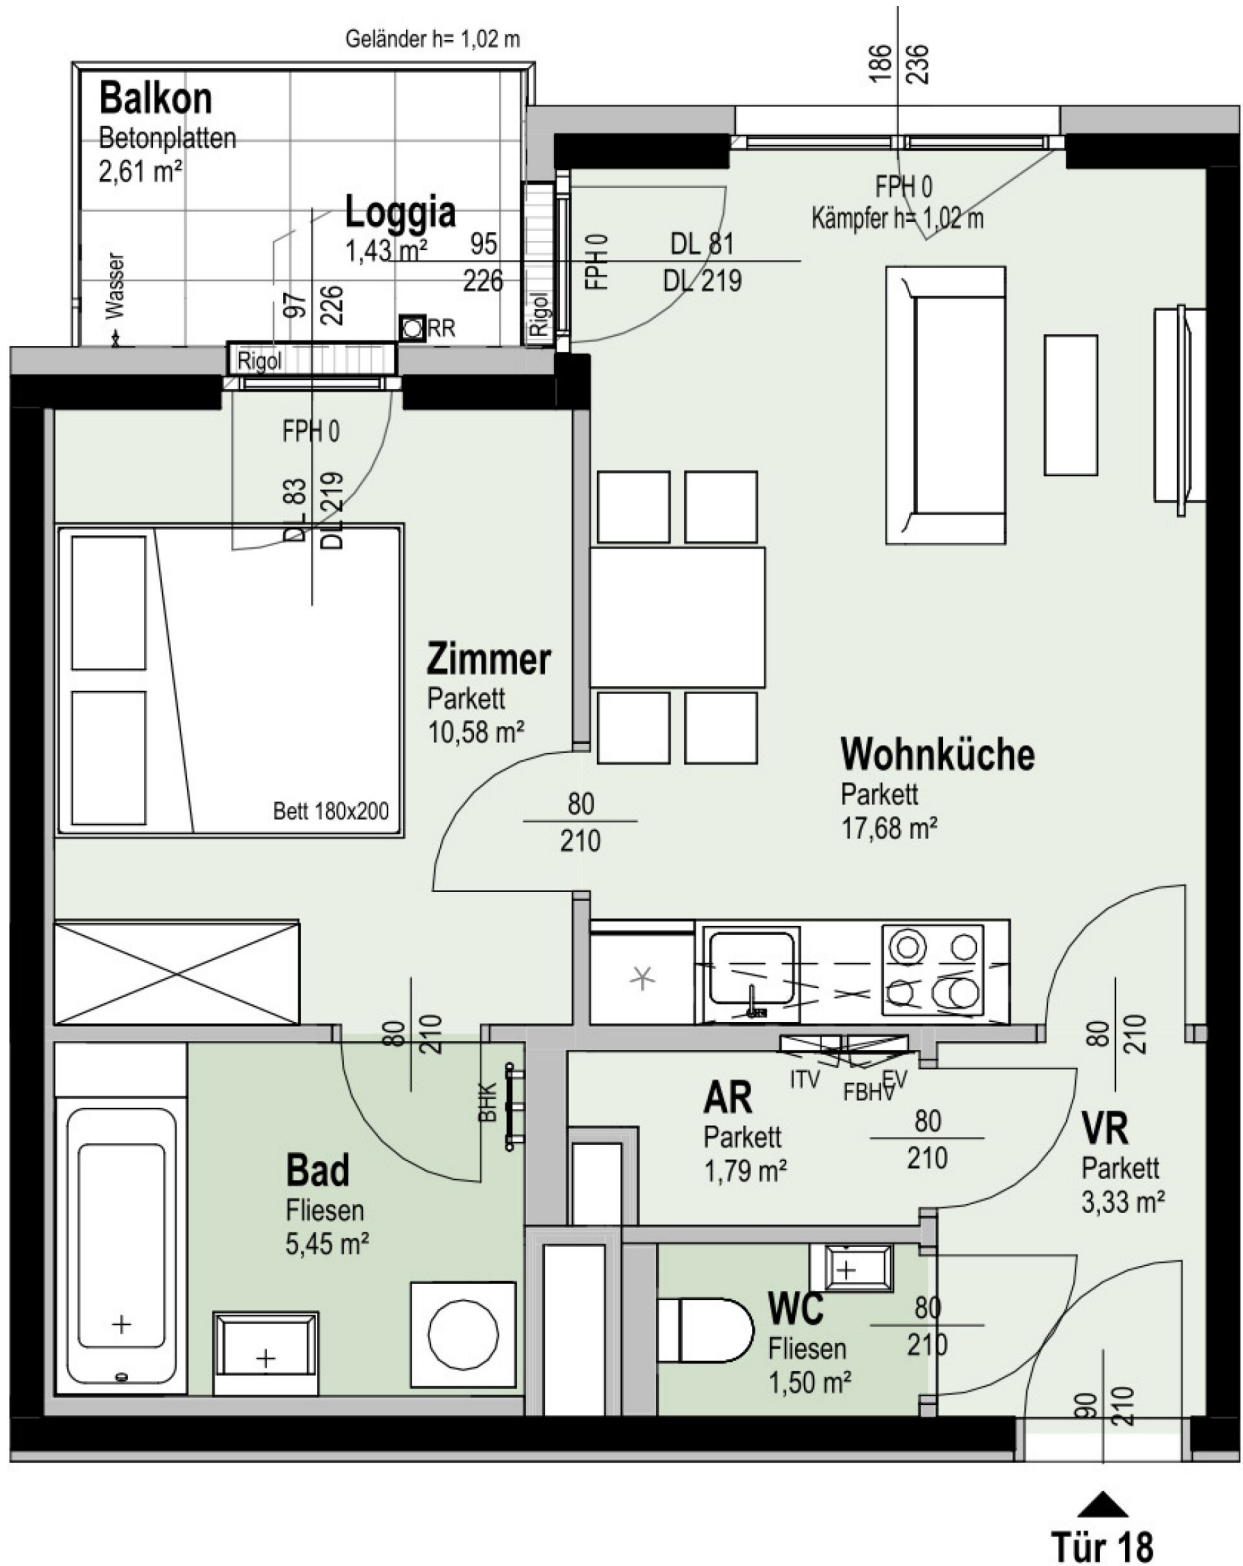 Geländer h= 1,02 m
186
236
Balkon
Betonplatten
2,61 m²
Loggia
1,43 m²
95
226
FPH 0
DL 81
DL 219
FPH 0
Kämpfer h= 1,02 m
Wasser
97
226
RR
Rigol
Rigol
FPH 0
DL 83
DL 219
Zimmer
Parkett
10,58 m²
Bett 180x200
80
210
Wohnküche
Parkett
17,68 m²
80
210
80
210
BHK
ITV
FBHV
EV
AR
Parkett
1,79 m²
80
210
VR
Parkett
3,33 m²
Bad
Fliesen
5,45 m²
WC
Fliesen
1,50 m²
80
210
90
210
Tür 18